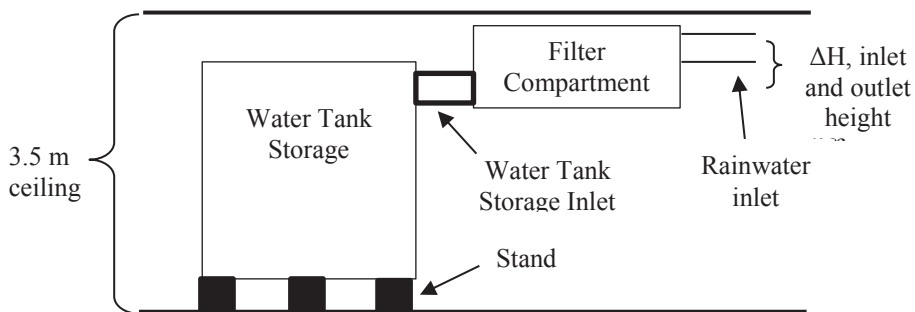 Filter
Compartment
ΔH, inlet
and outlet
height
Water Tank
Storage
3.5 m
ceiling
Water Tank
Storage Inlet
Rainwater
inlet
Stand